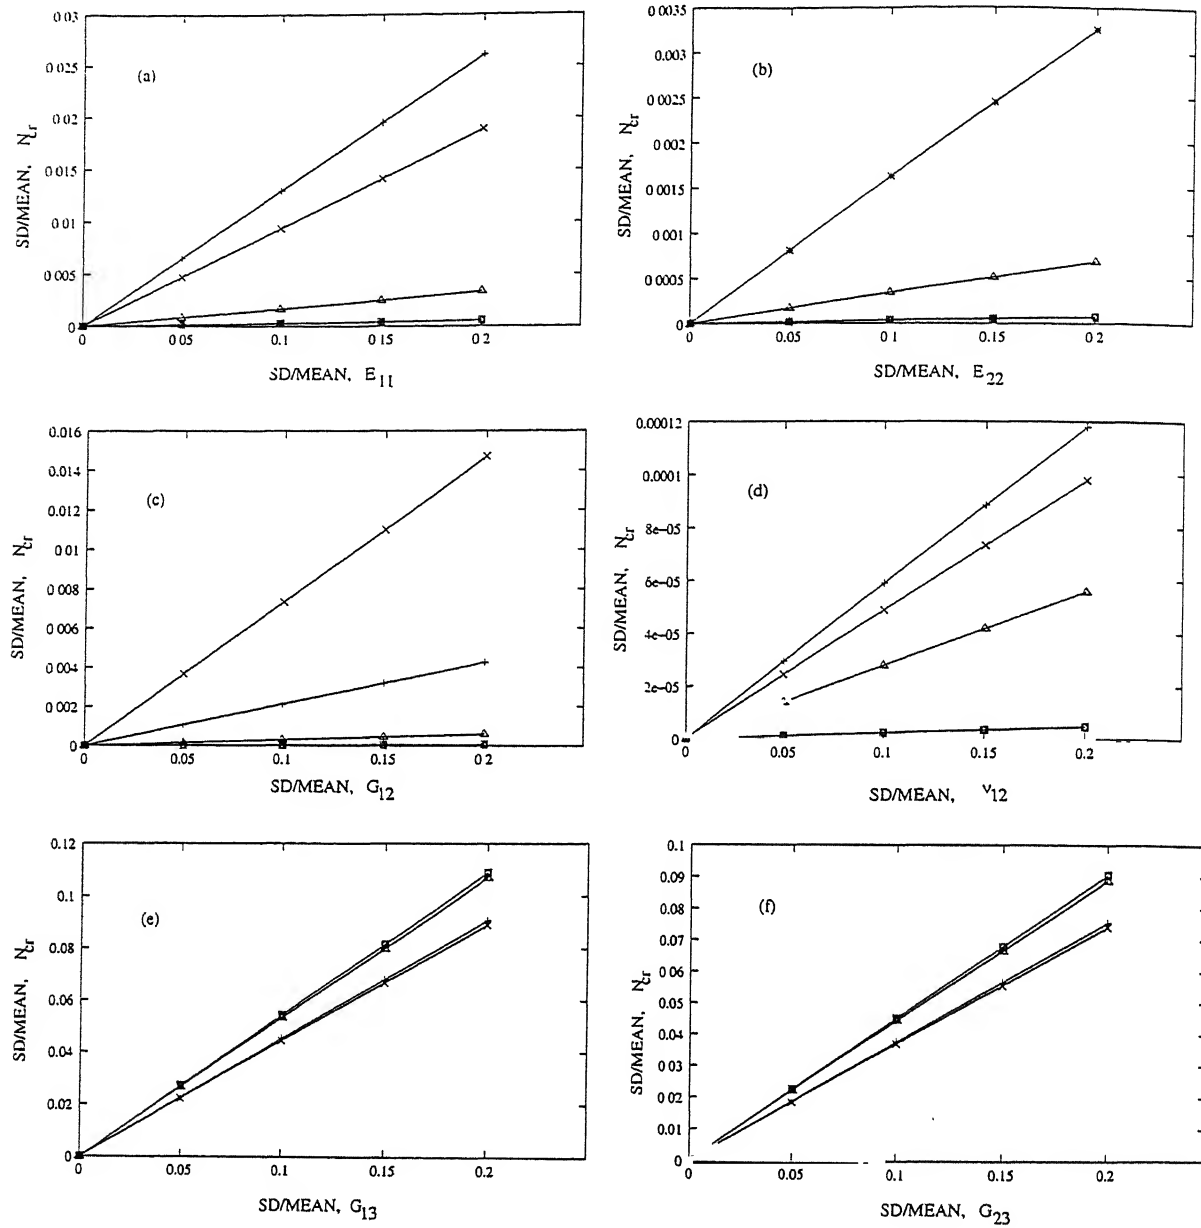 (a)
0.03
0.025
0.02
0.015
0.01
0.005
0
SD/MEAN, N_cr
0 0.05 0.1 0.15 0.2
SD/MEAN, E_11
(b)
0.0035
0.003
0.0025
0.002
0.0015
0.001
0.0005
0
SD/MEAN, N_cr
0 0.05 0.1 0.15 0.2
SD/MEAN, E_22
(c)
0.016
0.014
0.012
0.01
0.008
0.006
0.004
0.002
0
SD/MEAN, N_cr
0 0.05 0.1 0.15 0.2
SD/MEAN, G_12
(d)
0.00012
0.0001
8e-05
6e-05
4e-05
2e-05
0
SD/MEAN, N_cr
0 0.05 0.1 0.15 0.2
SD/MEAN, ν_12
(e)
0.12
0.1
0.08
0.06
0.04
0.02
0
SD/MEAN, N_cr
0 0.05 0.1 0.15 0.2
SD/MEAN, G_13
(f)
0.1
0.09
0.08
0.07
0.06
0.05
0.04
0.03
0.02
0.01
0
SD/MEAN, N_cr
0.05 0.1 0.15 0.2
SD/MEAN, G_23